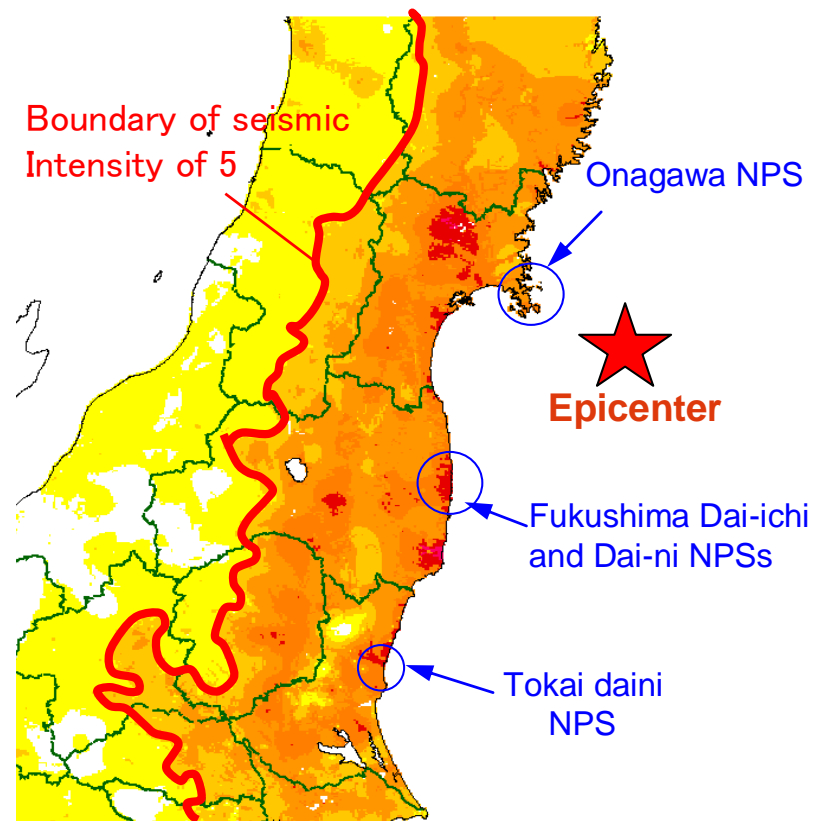 Boundary of seismic
Intensity of 5
Onagawa NPS
Epicenter
Fukushima Dai-ichi
and Dai-ni NPSs
Tokai daini
NPS